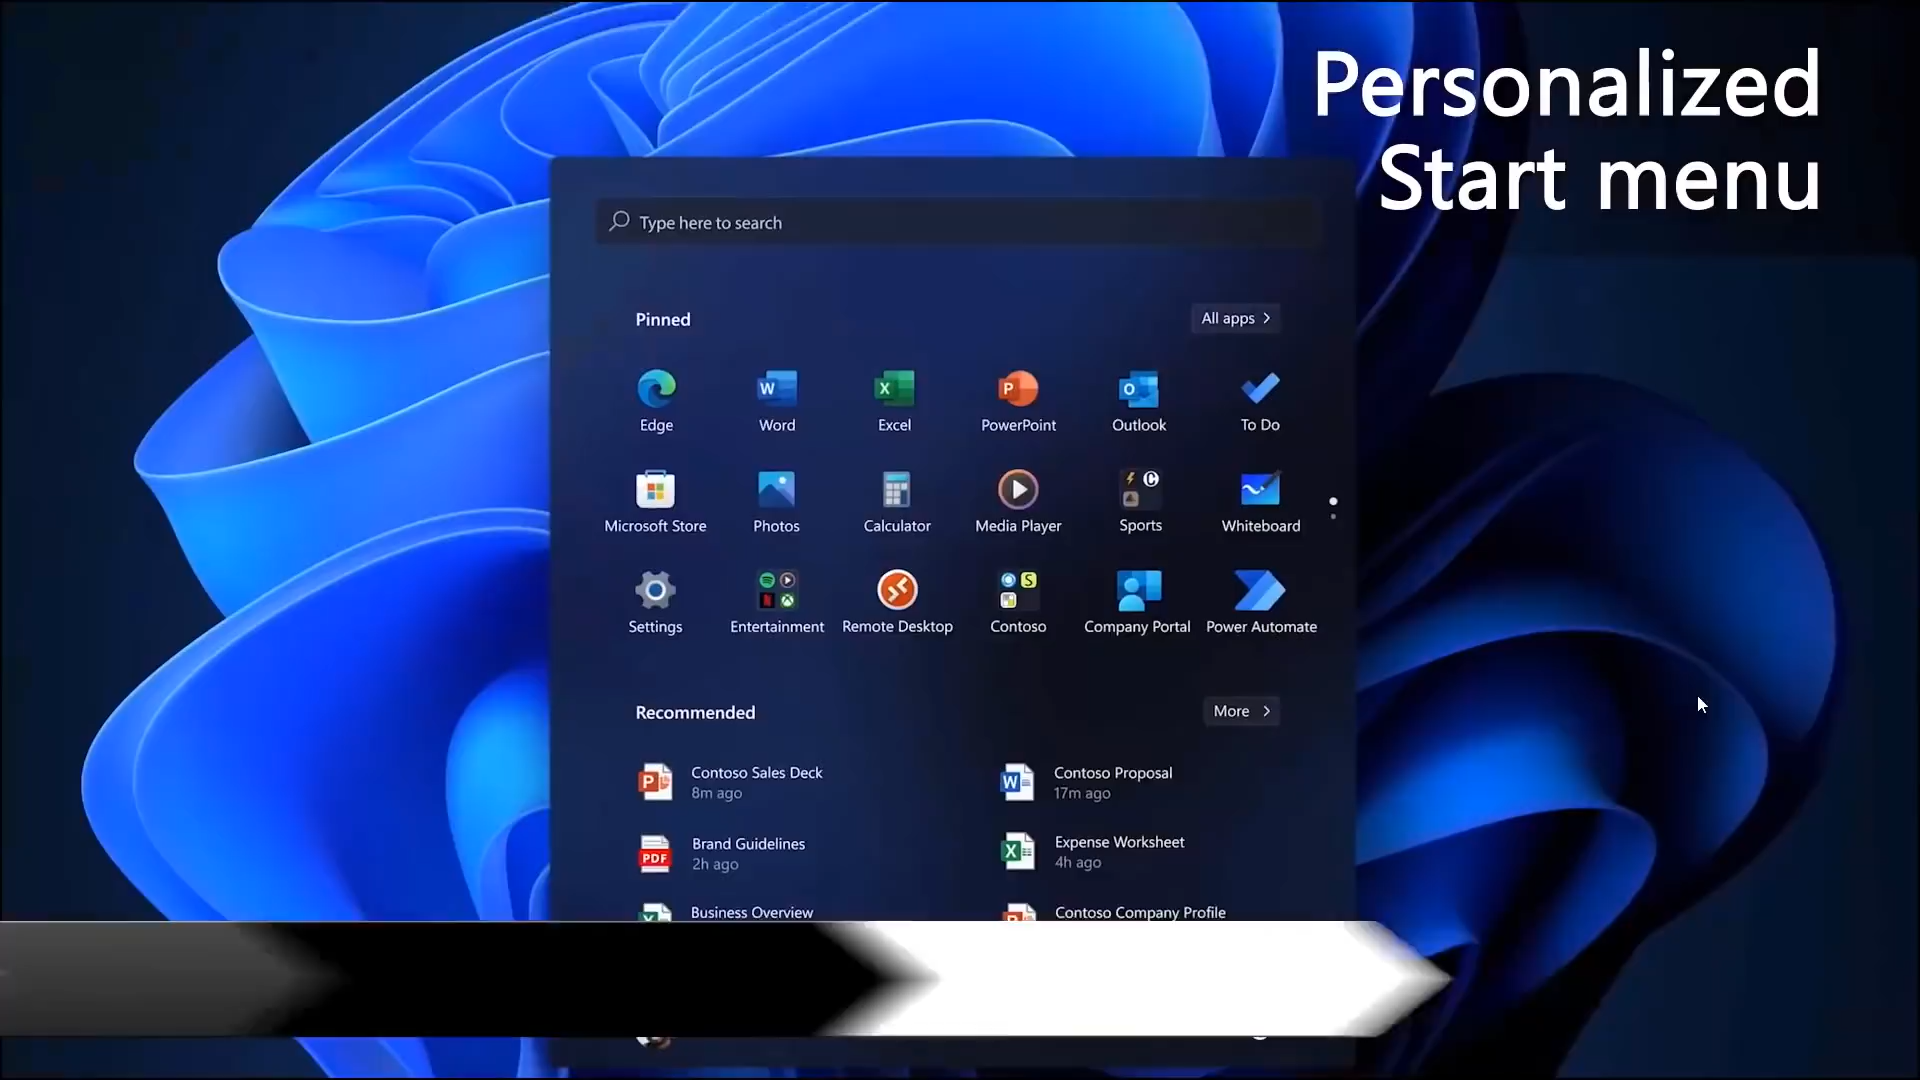 Personalized
Start menu
Type here to search
Pinned
All apps
Edge
Word
Excel
PowerPoint
Outlook
To Do
Microsoft Store
Photos
Calculator
Media Player
Sports
Whiteboard
Settings
Entertainment
Remote Desktop
Contoso
Company Portal
Power Automate
Recommended
More
Contoso Sales Deck
8m ago
Contoso Proposal
17m ago
PDF
Brand Guidelines
2h ago
Expense Worksheet
4h ago
Business Overview
Contoso Company Profile